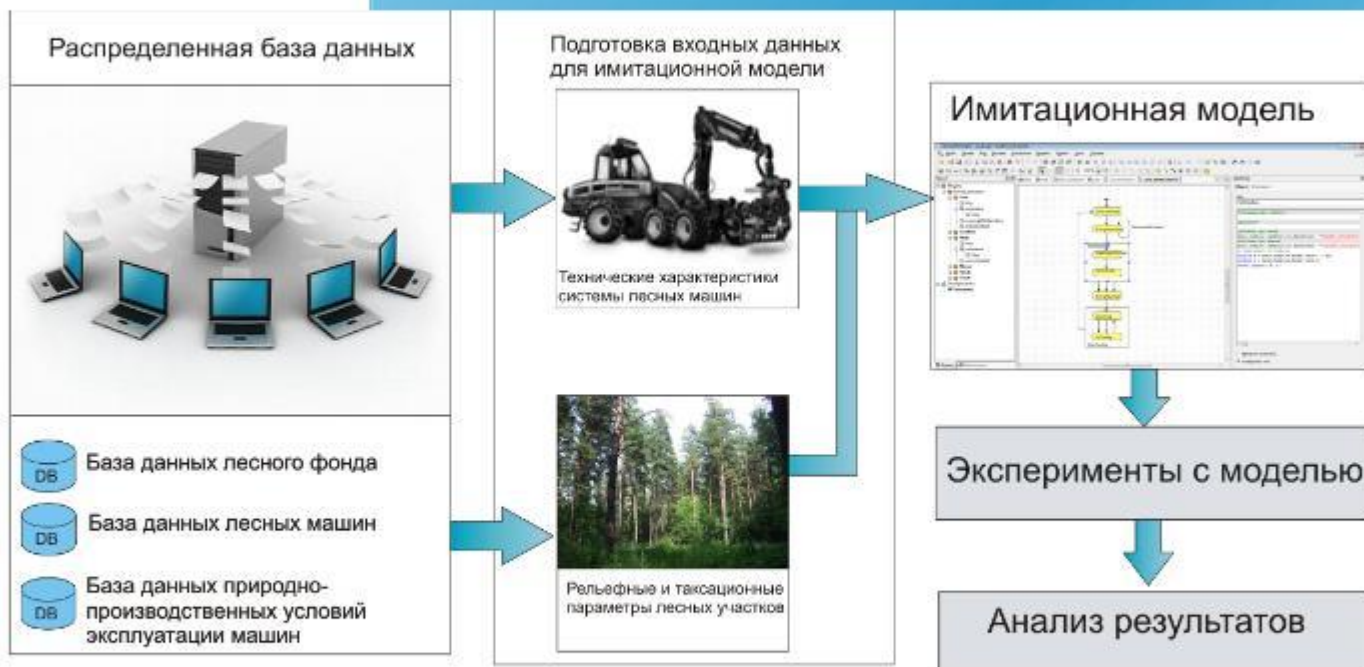 Распределенная база данных
DB
База данных лесного фонда
DB
База данных лесных машин
DB
База данных природно-
производственных условий
эксплуатации машин
Подготовка входных данных
для имитационной модели
Технические характеристики
системы лесных машин
Рельефные и таксационные
параметры лесных участков
Имитационная модель
Эксперименты с моделью
Анализ результатов